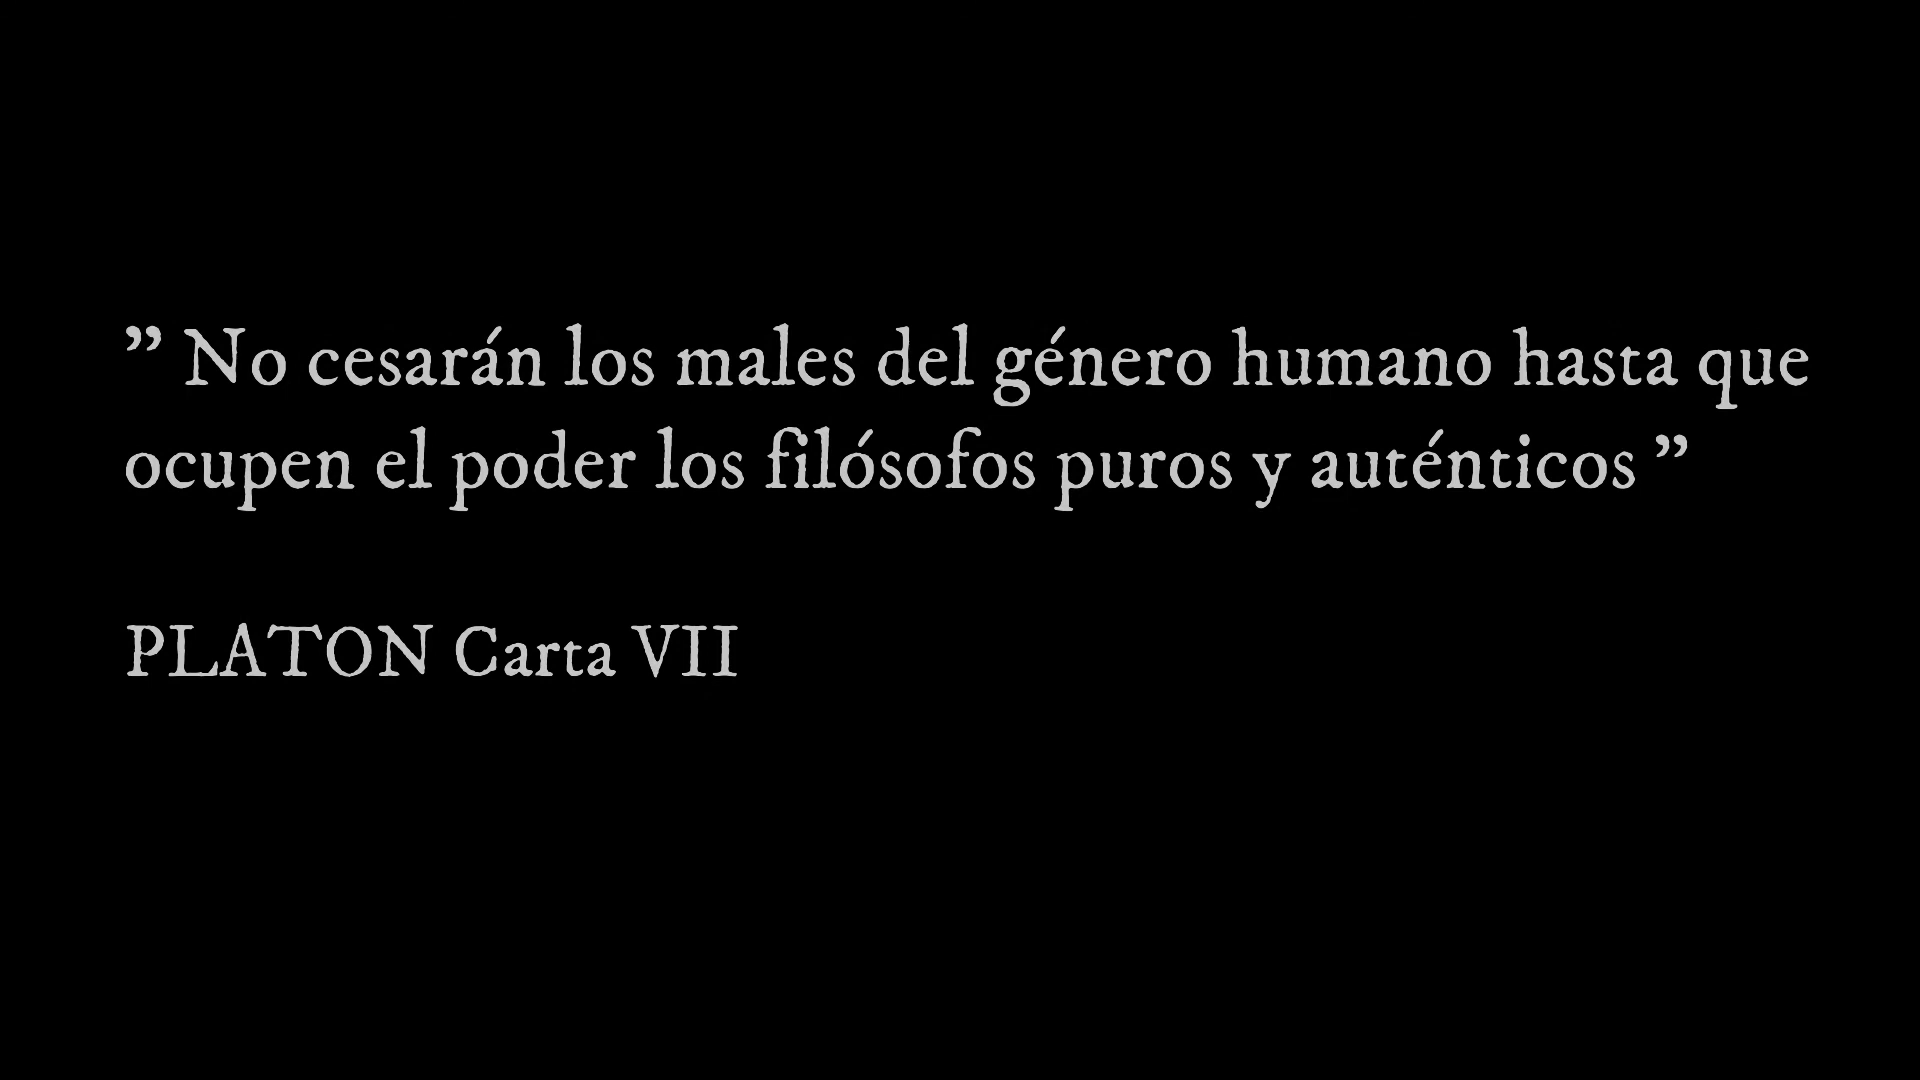 ” No cesarán los males del género humano hasta que
ocupen el poder los filósofos puros y auténticos ”
PLATON Carta VII